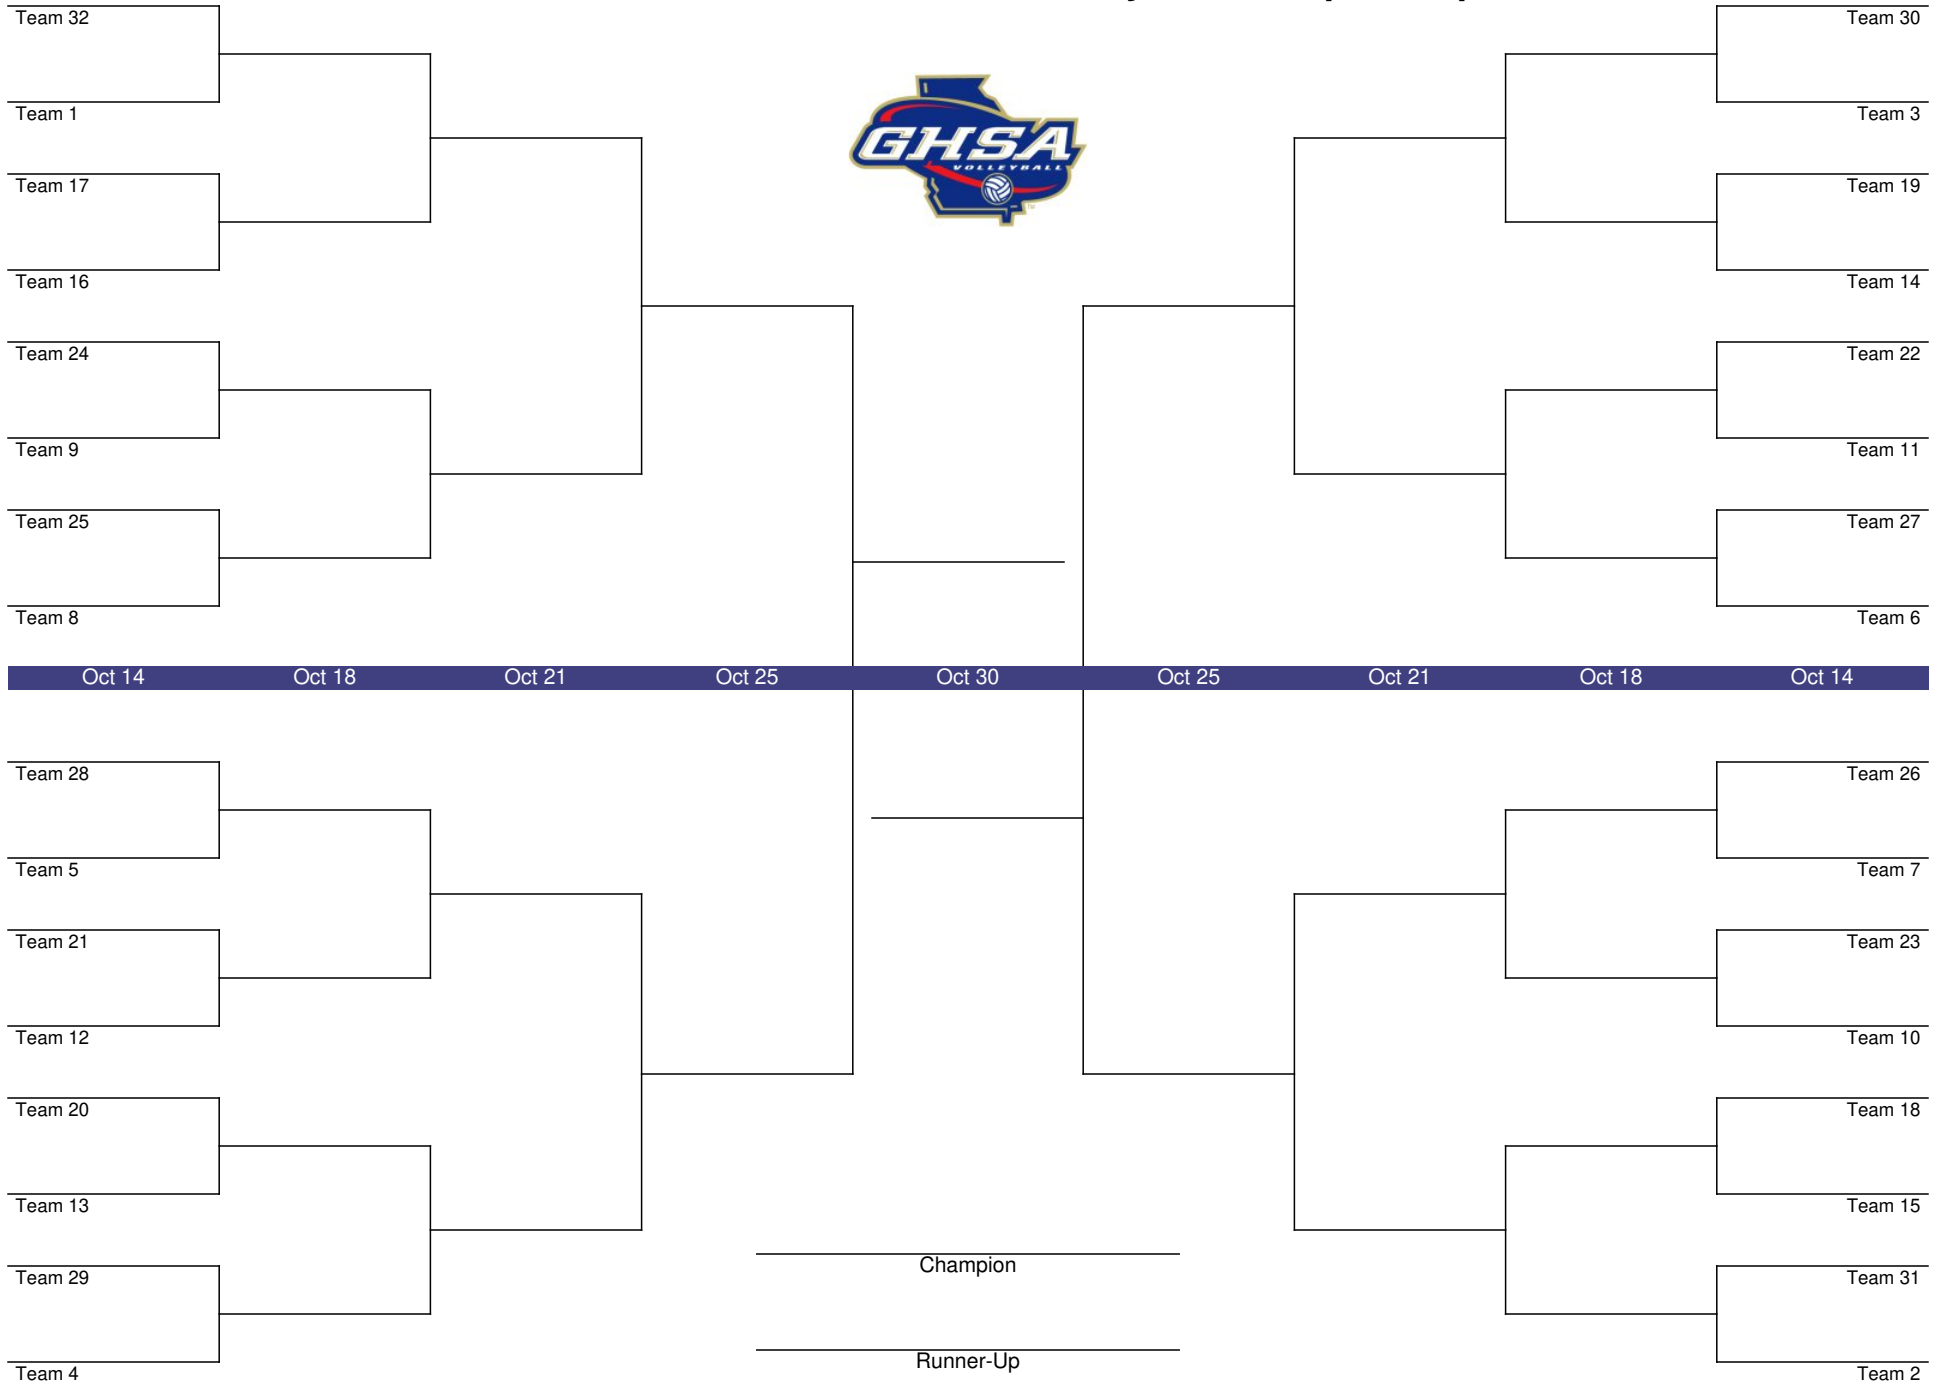 Team 32
Team 1
Team 17
Team 16
Team 24
Team 9
Team 25
Team 8
GHSA
VOLLEYBALL
Team 30
Team 3
Team 19
Team 14
Team 22
Team 11
Team 27
Team 6
Oct 14 Oct 18 Oct 21 Oct 25 Oct 30 Oct 25 Oct 21 Oct 18 Oct 14
Team 28
Team 5
Team 21
Team 12
Team 20
Team 13
Team 29
Team 4
Champion
Runner-Up
Team 26
Team 7
Team 23
Team 10
Team 18
Team 15
Team 31
Team 2